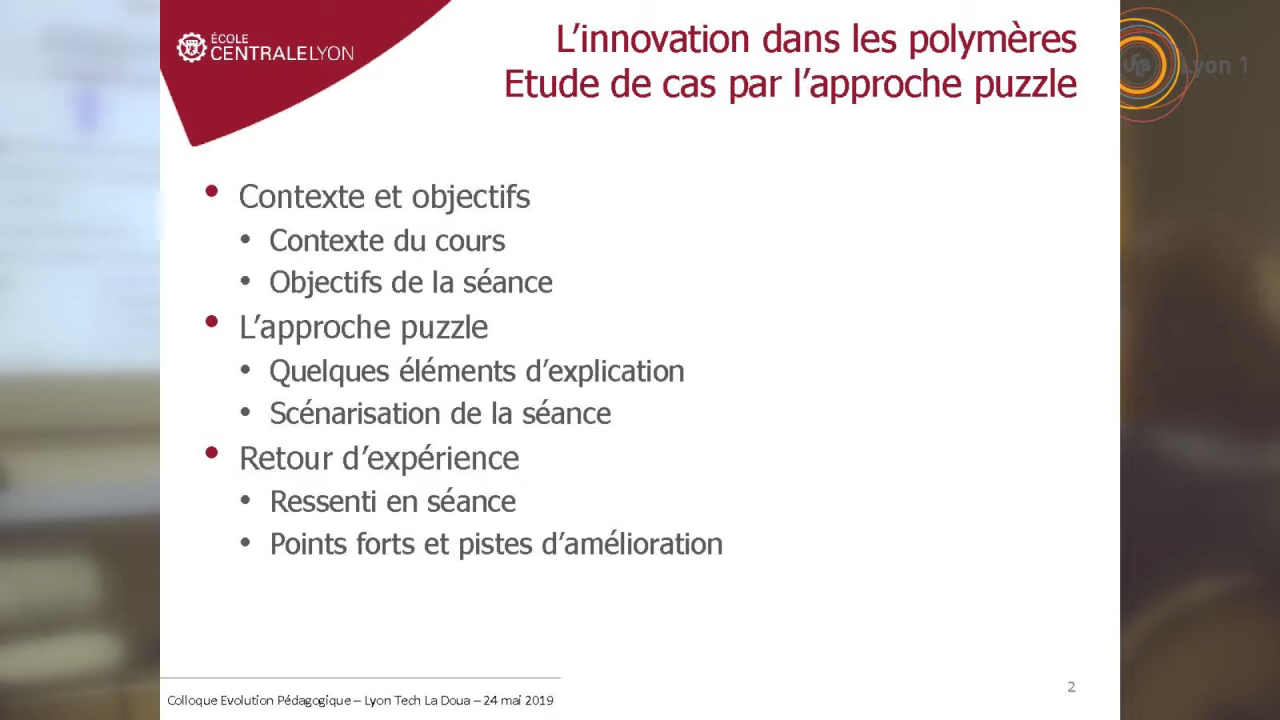 ÉCOLE
CENTRALELYON
L'innovation dans les polymères
Etude de cas par l'approche puzzle
Lyon 1
• Contexte et objectifs
• Contexte du cours
• Objectifs de la séance
• L'approche puzzle
• Quelques éléments d'explication
• Scénarisation de la séance
• Retour d'expérience
• Ressenti en séance
• Points forts et pistes d'amélioration
Colloque Evolution Pédagogique – Lyon Tech La Doua – 24 mai 2019
2